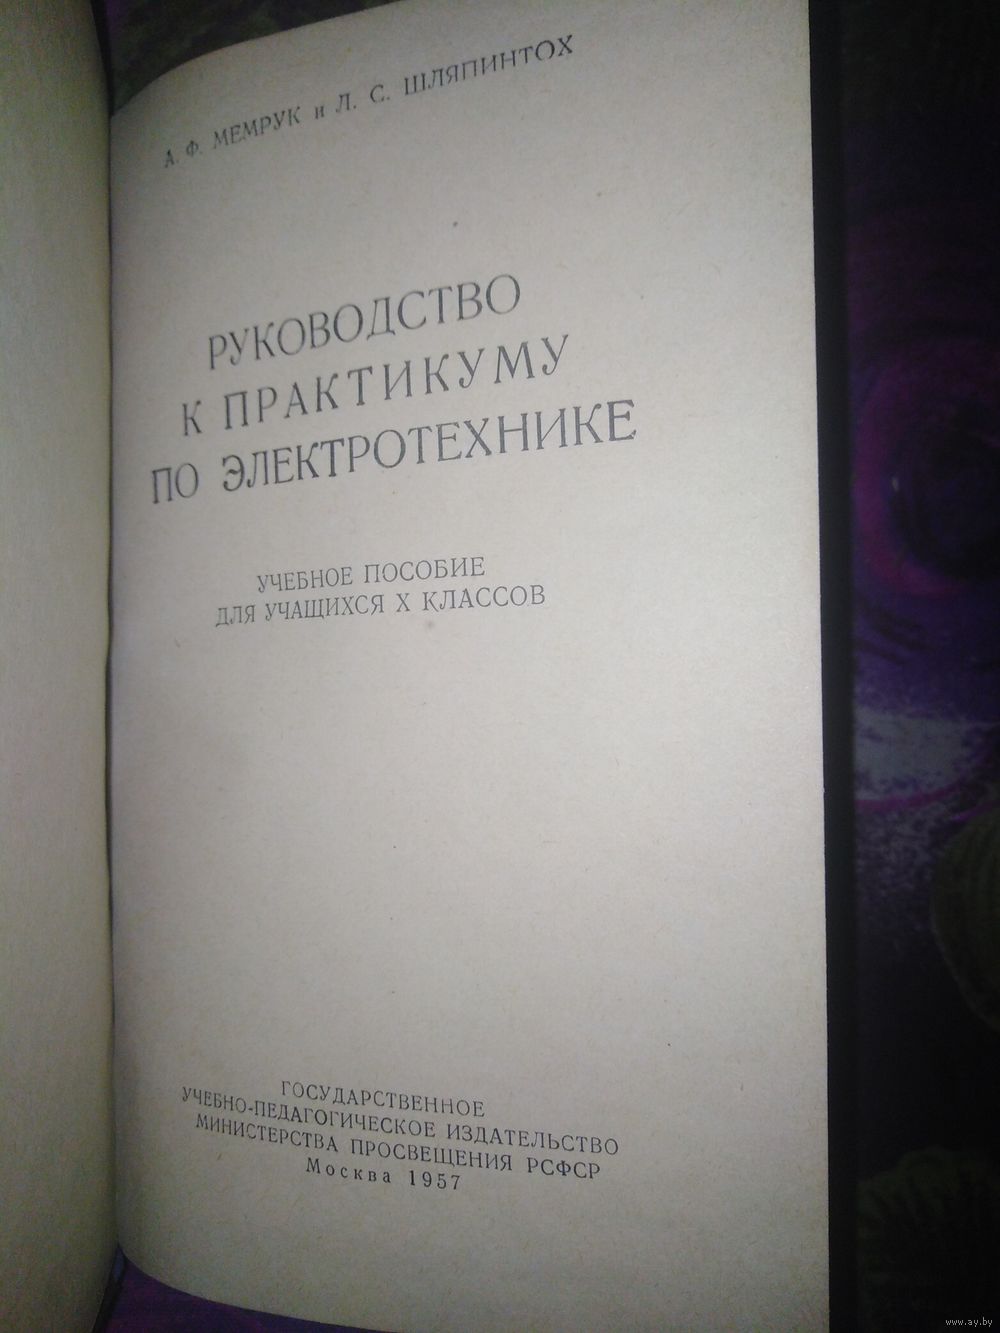 А. Ф. МЕМРУК и Л. С. ШЛЯПИНТОХ
РУКОВОДСТВО
К ПРАКТИКУМУ
ПО ЭЛЕКТРОТЕХНИКЕ
УЧЕБНОЕ ПОСОБИЕ
ДЛЯ УЧАЩИХСЯ X КЛАССОВ
ГОСУДАРСТВЕННОЕ
УЧЕБНО-ПЕДАГОГИЧЕСКОЕ ИЗДАТЕЛЬСТВО
МИНИСТЕРСТВА ПРОСВЕЩЕНИЯ РСФСР
Москва 1957
www.ay.by